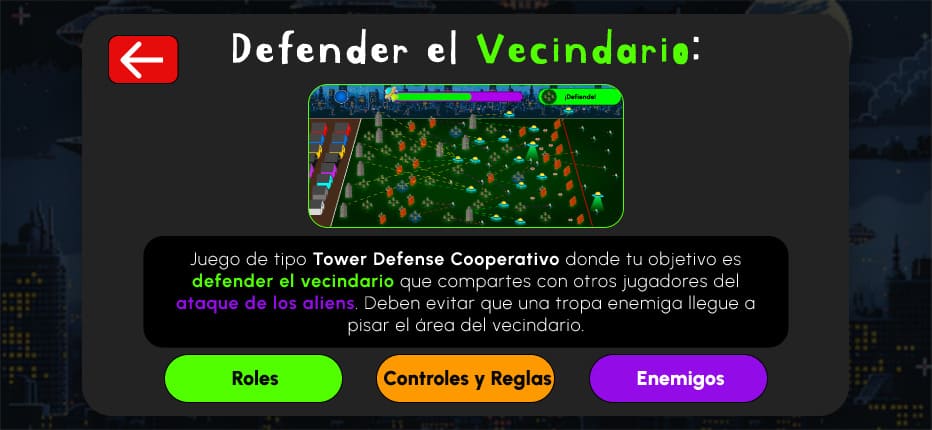 Defender el Vecindario:
¡Defiende!
Juego de tipo Tower Defense Cooperativo donde tu objetivo es
defender el vecindario que compartes con otros jugadores del
ataque de los aliens. Deben evitar que una tropa enemiga llegue a
pisar el área del vecindario.
Roles
Controles y Reglas
Enemigos